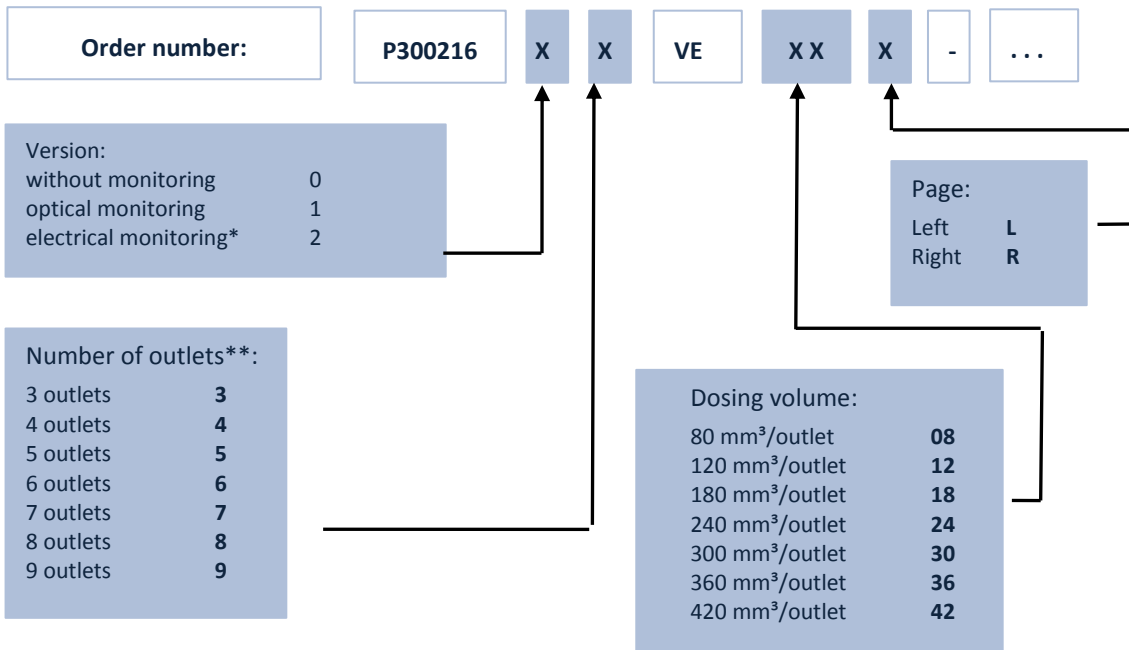 Order number: P300216 X X VE X X X - ...
Version:
without monitoring 0
optical monitoring 1
electrical monitoring* 2
Page:
Left L
Right R
Number of outlets**:
3 outlets 3
4 outlets 4
5 outlets 5
6 outlets 6
7 outlets 7
8 outlets 8
9 outlets 9
Dosing volume:
80 mm³/outlet 08
120 mm³/outlet 12
180 mm³/outlet 18
240 mm³/outlet 24
300 mm³/outlet 30
360 mm³/outlet 36
420 mm³/outlet 42